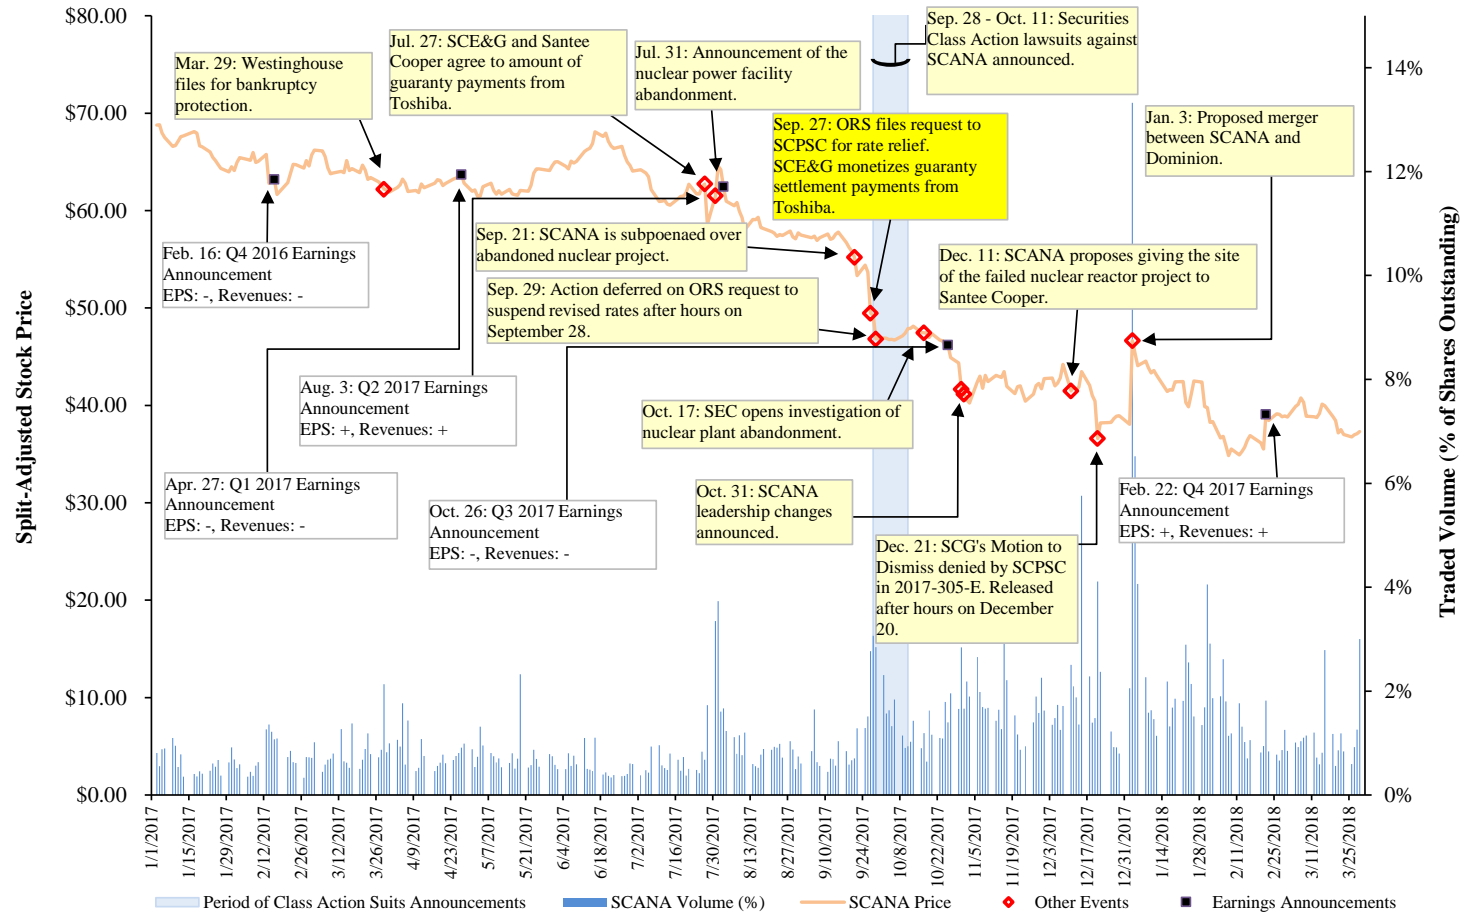 $80.00
$70.00
$60.00
$50.00
$40.00
$30.00
$20.00
$10.00
$0.00
Split-Adjusted Stock Price
14%
12%
10%
8%
6%
4%
2%
0%
Traded Volume (% of Shares Outstanding)
Mar. 29: Westinghouse
files for bankruptcy
protection.
Jul. 27: SCE&G and Santee
Cooper agree to amount of
guaranty payments from
Toshiba.
Jul. 31: Announcement of the
nuclear power facility
abandonment.
Sep. 28 - Oct. 11: Securities
Class Action lawsuits against
SCANA announced.
Sep. 27: ORS files request to
SCPSC for rate relief.
SCE&G monetizes guaranty
settlement payments from
Toshiba.
Jan. 3: Proposed merger
between SCANA and
Dominion.
Feb. 16: Q4 2016 Earnings
Announcement
EPS: -, Revenues: -
Sep. 21: SCANA is subpoenaed over
abandoned nuclear project.
Sep. 29: Action deferred on ORS request to
suspend revised rates after hours on
September 28.
Dec. 11: SCANA proposes giving the site
of the failed nuclear reactor project to
Santee Cooper.
Aug. 3: Q2 2017 Earnings
Announcement
EPS: +, Revenues: +
Oct. 17: SEC opens investigation of
nuclear plant abandonment.
Apr. 27: Q1 2017 Earnings
Announcement
EPS: -, Revenues: -
Oct. 26: Q3 2017 Earnings
Announcement
EPS: -, Revenues: -
Oct. 31: SCANA
leadership changes
announced.
Dec. 21: SCG's Motion to
Dismiss denied by SCPSC
in 2017-305-E. Released
after hours on December
20.
Feb. 22: Q4 2017 Earnings
Announcement
EPS: +, Revenues: +
1/1/2017
1/15/2017
1/29/2017
2/12/2017
2/26/2017
3/12/2017
3/26/2017
4/9/2017
4/23/2017
5/7/2017
5/21/2017
6/4/2017
6/18/2017
7/2/2017
7/16/2017
7/30/2017
8/13/2017
8/27/2017
9/10/2017
9/24/2017
10/8/2017
10/22/2017
11/5/2017
11/19/2017
12/3/2017
12/17/2017
12/31/2017
1/14/2018
1/28/2018
2/11/2018
2/25/2018
3/11/2018
3/25/2018
Period of Class Action Suits Announcements
SCANA Volume (%)
SCANA Price
Other Events
Earnings Announcements